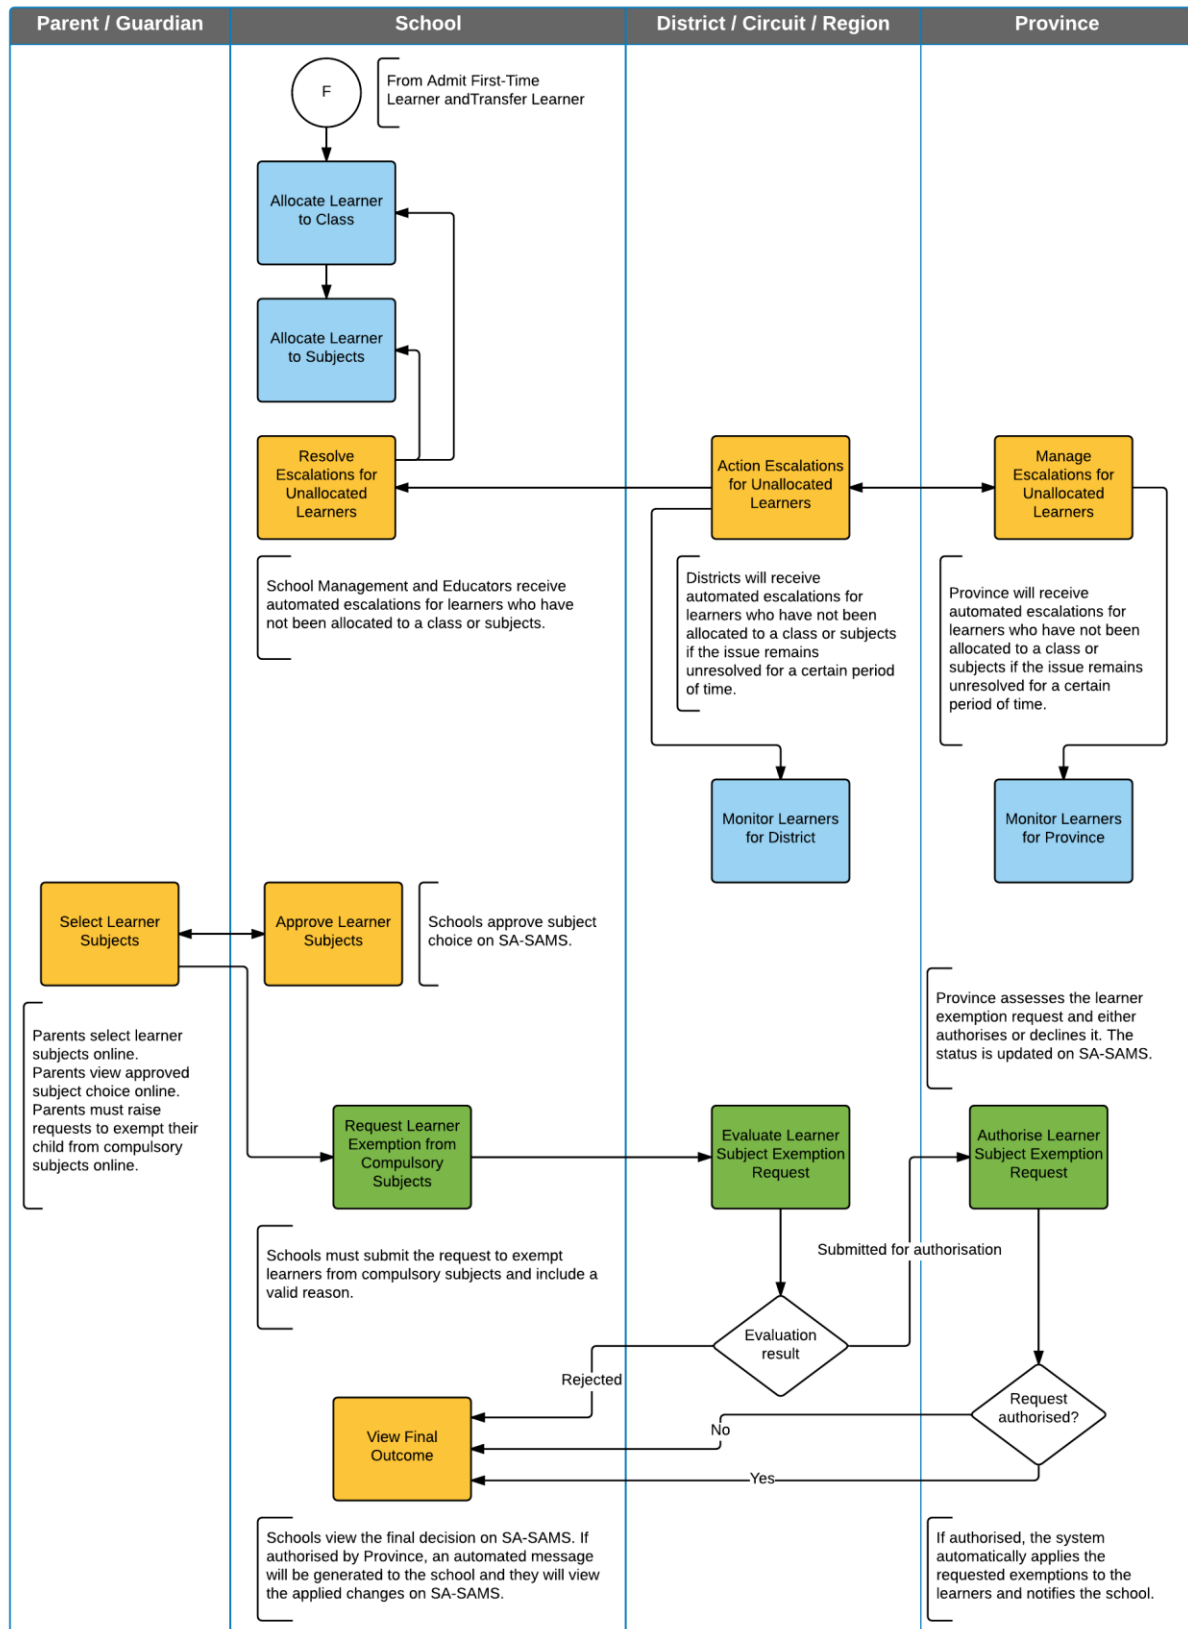 Parent / Guardian
School
District / Circuit / Region
Province
F
From Admit First-Time
Learner andTransfer Learner
Allocate Learner
to Class
Allocate Learner
to Subjects
Resolve
Escalations for
Unallocated
Learners
Action Escalations
for Unallocated
Learners
Manage
Escalations for
Unallocated
Learners
School Management and Educators receive
automated escalations for learners who have
not been allocated to a class or subjects.
Districts will receive
automated escalations for
learners who have not been
allocated to a class or subjects
if the issue remains
unresolved for a certain period
of time.
Province will receive
automated escalations for
learners who have not been
allocated to a class or
subjects if the issue remains
unresolved for a certain
period of time.
Monitor Learners
for District
Monitor Learners
for Province
Select Learner
Subjects
Approve Learner
Subjects
Schools approve subject
choice on SA-SAMS.
Parents select learner
subjects online.
Parents view approved
subject choice online.
Parents must raise
requests to exempt their
child from compulsory
subjects online.
Province assesses the learner
exemption request and either
authorises or declines it. The
status is updated on SA-SAMS.
Request Learner
Exemption from
Compulsory
Subjects
Evaluate Learner
Subject Exemption
Request
Authorise Learner
Subject Exemption
Request
Schools must submit the request to exempt
learners from compulsory subjects and include a
valid reason.
Submitted for authorisation
Evaluation
result
Rejected
Request
authorised?
No
View Final
Outcome
Yes
Schools view the final decision on SA-SAMS. If
authorised by Province, an automated message
will be generated to the school and they will view
the applied changes on SA-SAMS.
If authorised, the system
automatically applies the
requested exemptions to the
learners and notifies the school.